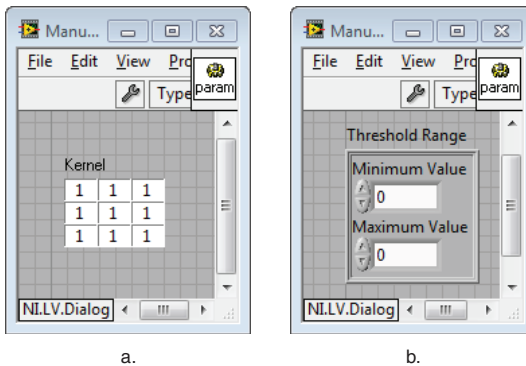 Manu...
File Edit View Pro
param
Type
Kernel
1 1 1
1 1 1
1 1 1
NI.LV.Dialog
a.
Manu...
File Edit View Pro
param
Type
Threshold Range
Minimum Value
0
Maximum Value
0
NI.LV.Dialog
b.